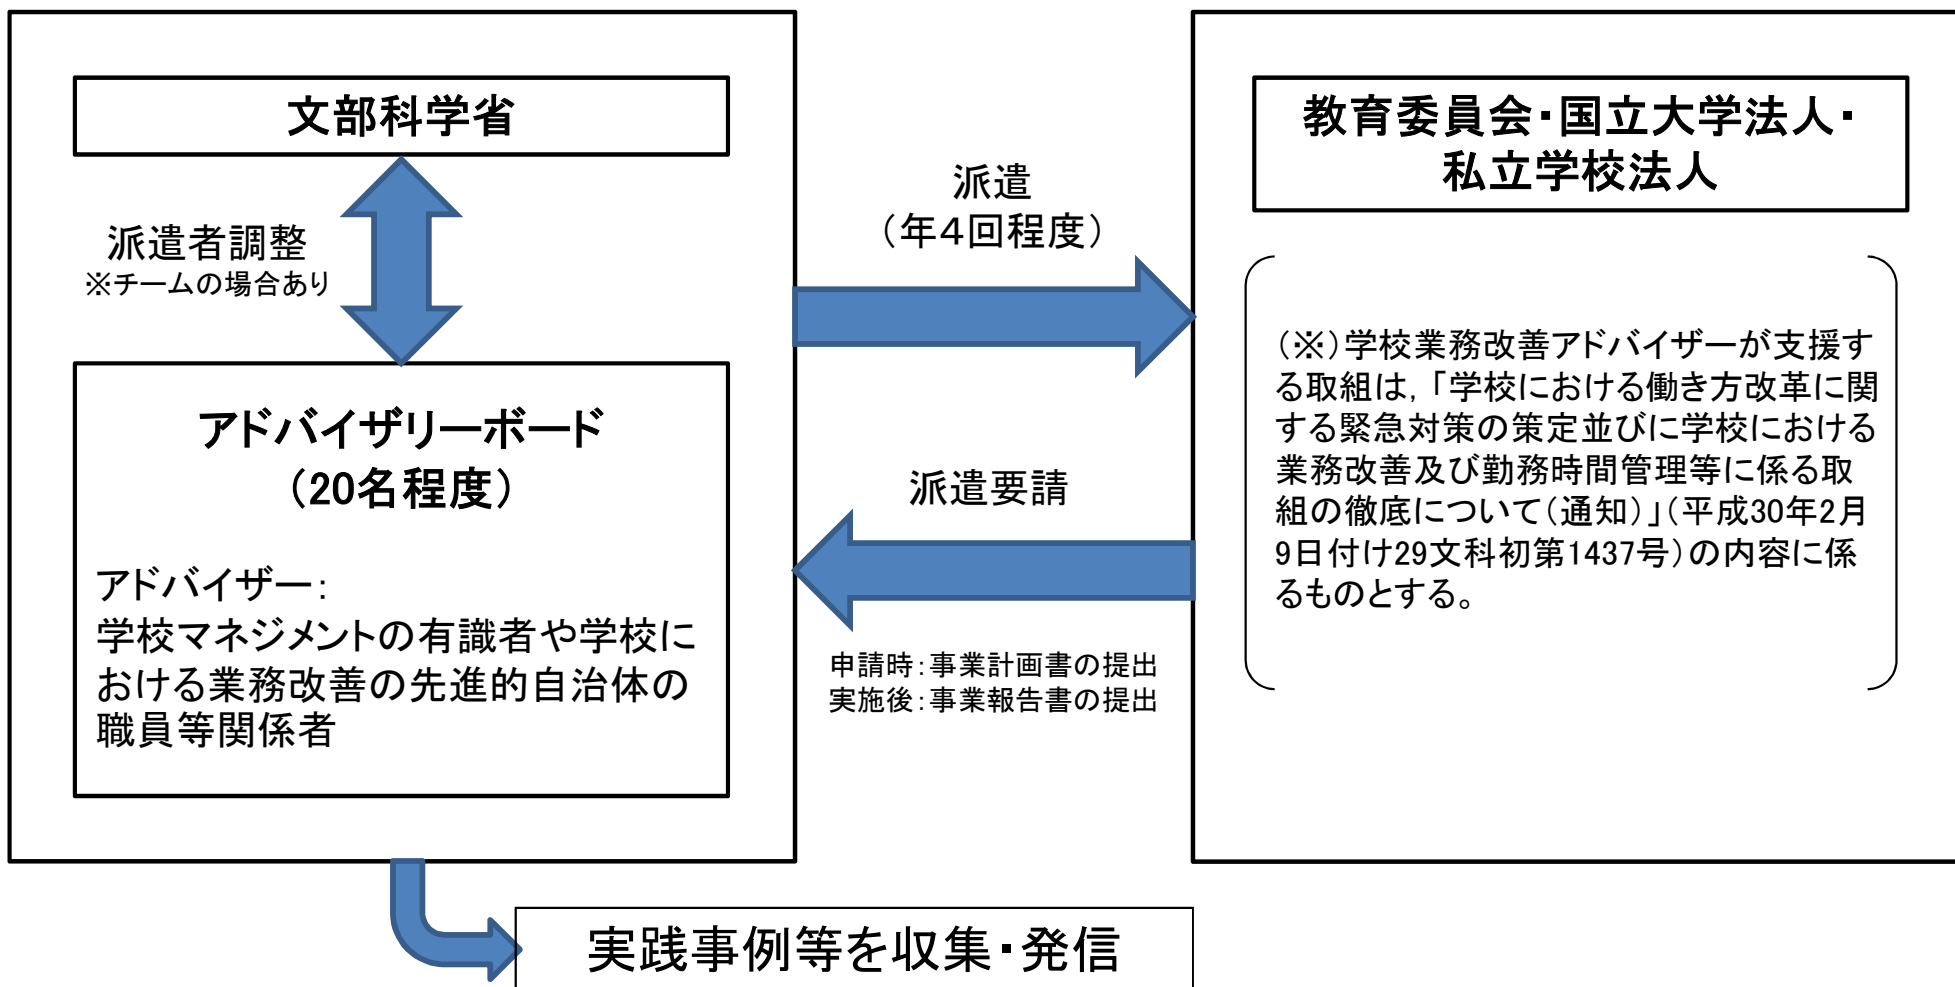 文部科学省
派遣者調整
※チームの場合あり
アドバイザリーボード
（20名程度）
アドバイザー：
学校マネジメントの有識者や学校に
おける業務改善の先進的自治体の
職員等関係者
派遣
（年４回程度）
派遣要請
申請時：事業計画書の提出
実施後：事業報告書の提出
教育委員会・国立大学法人・
私立学校法人
（※）学校業務改善アドバイザーが支援す
る取組は，「学校における働き方改革に関
する緊急対策の策定並びに学校における
業務改善及び勤務時間管理等に係る取
組の徹底について（通知）」（平成30年2月
9日付け29文科初第1437号）の内容に係
るものとする。
実践事例等を収集・発信